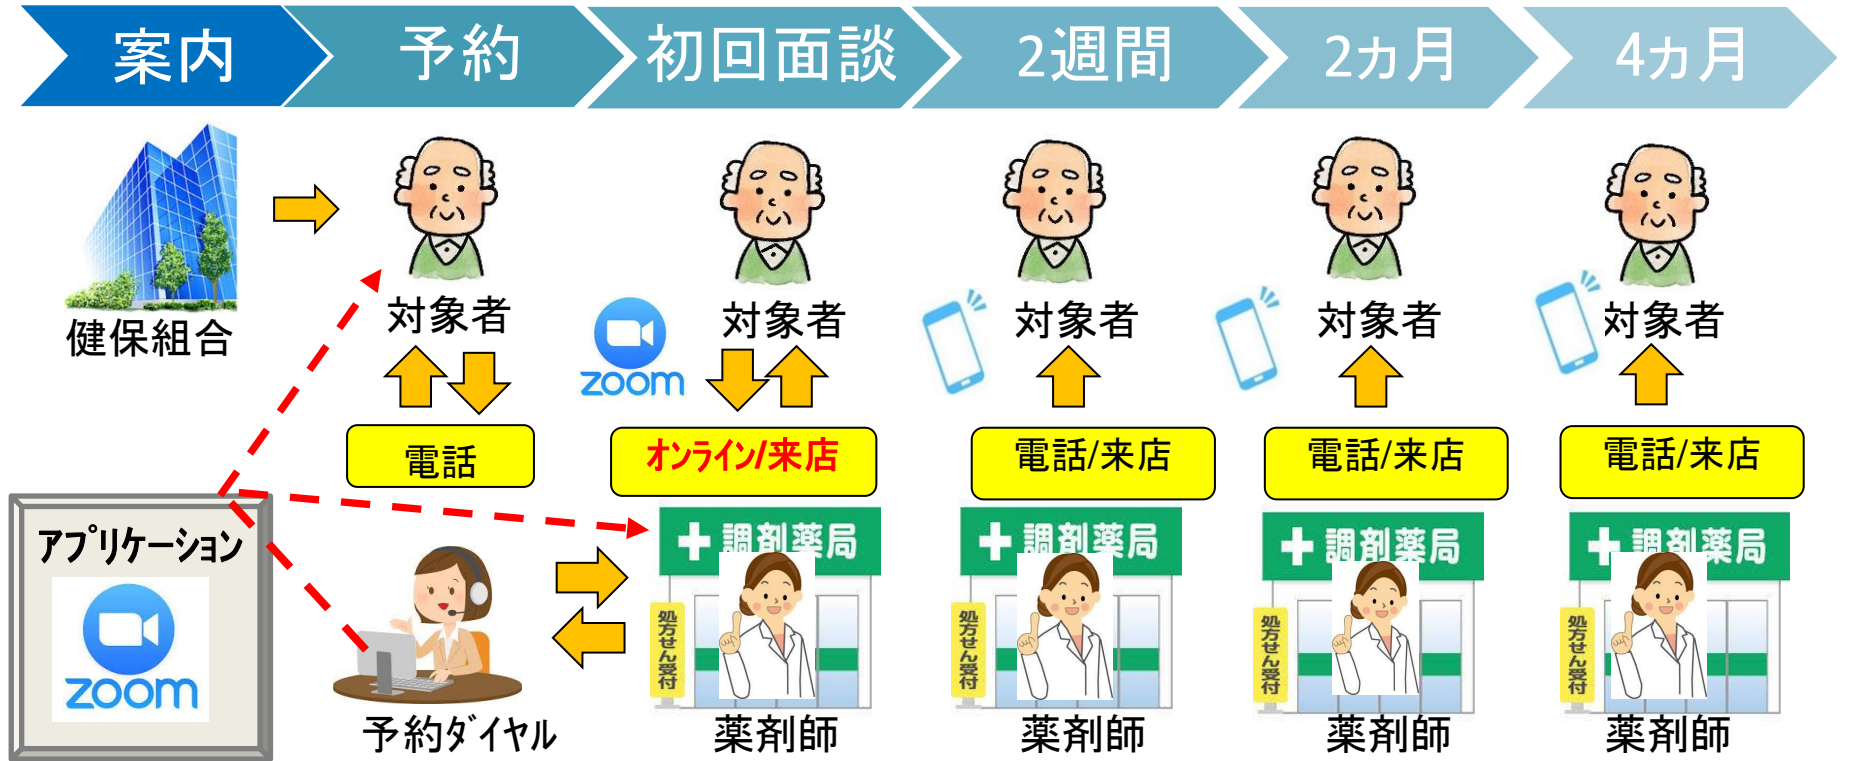 案内
予約
初回面談
2週間
2カ月
4カ月
健保組合
対象者
対象者
対象者
対象者
対象者
zoom
電話
オンライン/来店
電話/来店
電話/来店
電話/来店
アプリケーション
zoom
調剤薬局
調剤薬局
調剤薬局
調剤薬局
処方せん受付
処方せん受付
処方せん受付
処方せん受付
予約ダイヤル
薬剤師
薬剤師
薬剤師
薬剤師